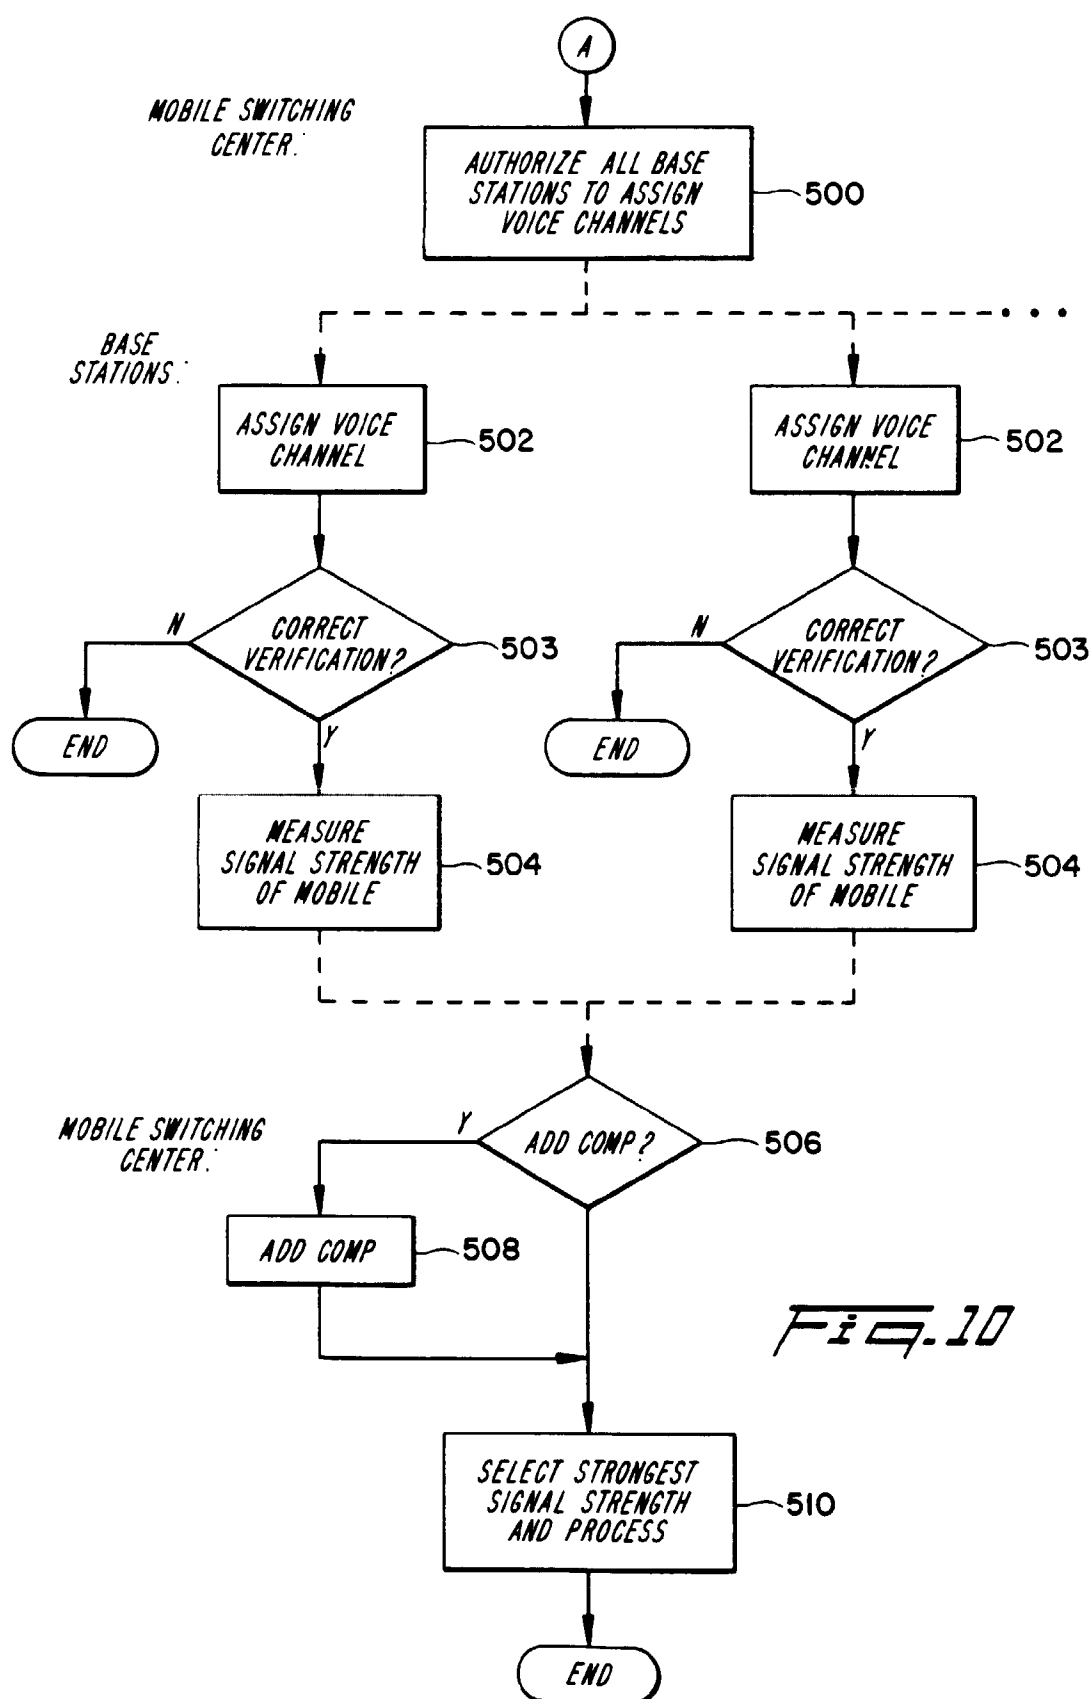 A
MOBILE SWITCHING
CENTER:
AUTHORIZE ALL BASE
STATIONS TO ASSIGN
VOICE CHANNELS
500
BASE
STATIONS:
ASSIGN VOICE
CHANNEL
502
ASSIGN VOICE
CHANNEL
502
N
CORRECT
VERIFICATION?
503
Y
END
N
CORRECT
VERIFICATION?
503
Y
END
MEASURE
SIGNAL STRENGTH
OF MOBILE
504
MEASURE
SIGNAL STRENGTH
OF MOBILE
504
MOBILE SWITCHING
CENTER:
Y
ADD COMP?
506
ADD COMP
508
Fig. 10
SELECT STRONGEST
SIGNAL STRENGTH
AND PROCESS
510
END